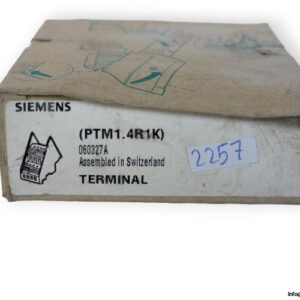 SIEMENS
(PTM1.4R1K)
060327A
Assembled in Switzerland
2257
TERMINAL